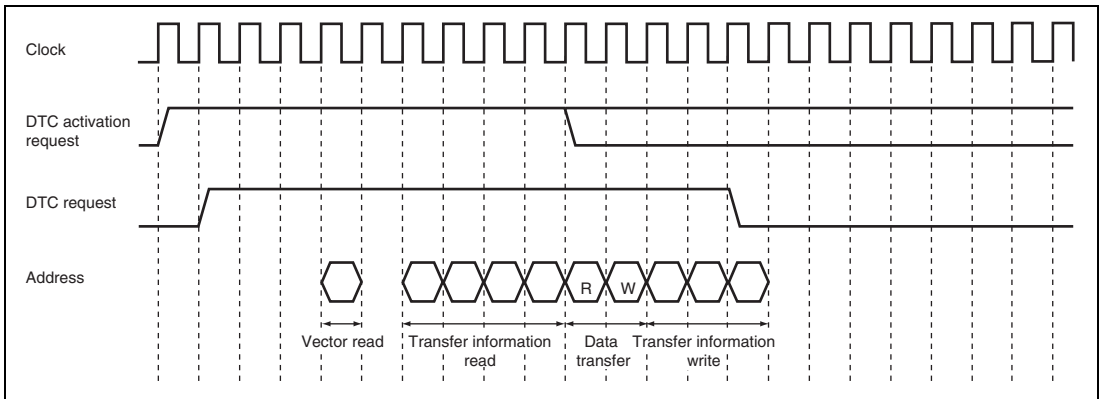 Clock
DTC activation
request
DTC request
Address
R W
Vector read Transfer information Data Transfer information
read transfer write